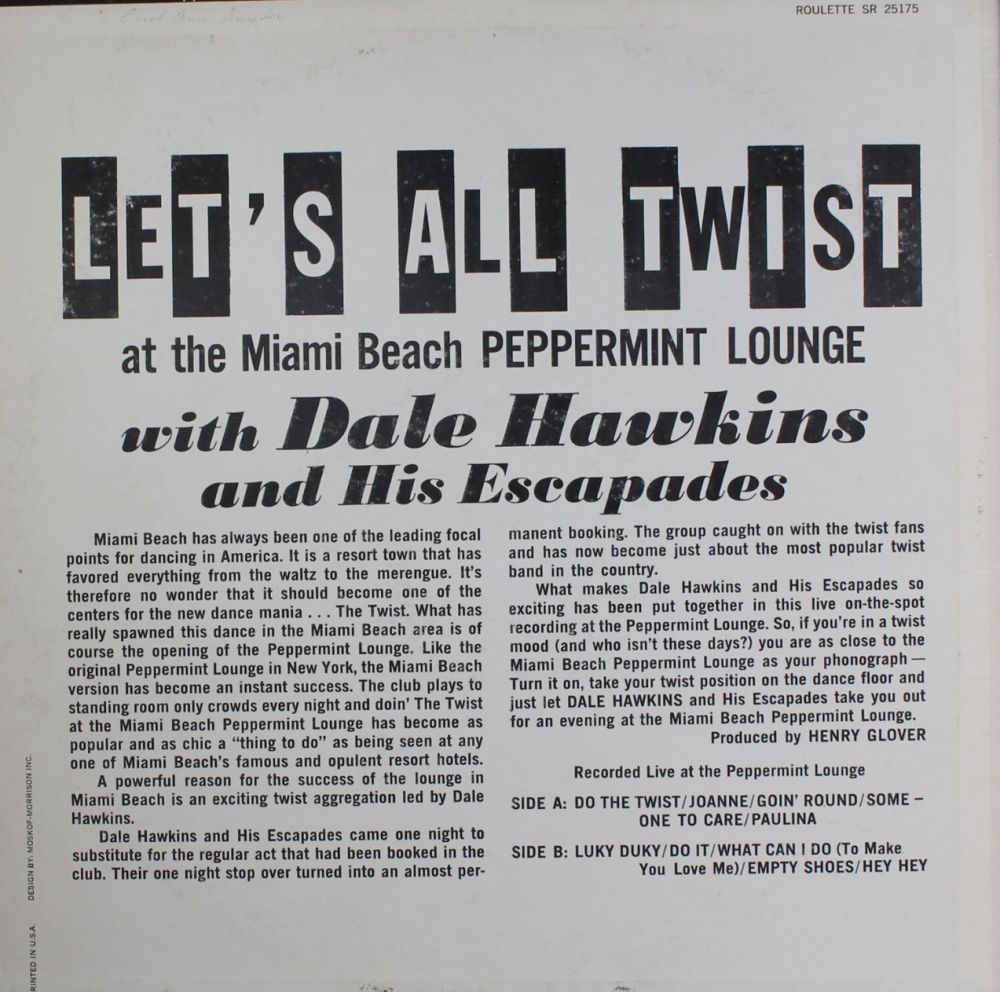 ROULETTE SR 25175
LET'S ALL TWIST
at the Miami Beach PEPPERMINT LOUNGE
with Dale Hawkins
and His Escapades
Miami Beach has always been one of the leading focal
points for dancing in America. It is a resort town that has
favored everything from the waltz to the merengue. It's
therefore no wonder that it should become one of the
centers for the new dance mania . . . The Twist. What has
really spawned this dance in the Miami Beach area is of
course the opening of the Peppermint Lounge. Like the
original Peppermint Lounge in New York, the Miami Beach
version has become an instant success. The club plays to
standing room only crowds every night and doin' The Twist
at the Miami Beach Peppermint Lounge has become as
popular and as chic a "thing to do" as being seen at any
one of Miami Beach's famous and opulent resort hotels.
A powerful reason for the success of the lounge in
Miami Beach is an exciting twist aggregation led by Dale
Hawkins.
Dale Hawkins and His Escapades came one night to
substitute for the regular act that had been booked in the
club. Their one night stop over turned into an almost per-
manent booking. The group caught on with the twist fans
and has now become just about the most popular twist
band in the country.
What makes Dale Hawkins and His Escapades so
exciting has been put together in this live on-the-spot
recording at the Peppermint Lounge. So, if you're in a twist
mood (and who isn't these days?) you are as close to the
Miami Beach Peppermint Lounge as your phonograph —
Turn it on, take your twist position on the dance floor and
just let DALE HAWKINS and His Escapades take you out
for an evening at the Miami Beach Peppermint Lounge.
Produced by HENRY GLOVER
Recorded Live at the Peppermint Lounge
SIDE A: DO THE TWIST/JOANNE/GOIN' ROUND/SOME –
ONE TO CARE/PAULINA
SIDE B: LUKY DUKY/DO IT/WHAT CAN I DO (To Make
You Love Me)/EMPTY SHOES/HEY HEY
DESIGN BY: MOSKOF-MORRISON INC.
RINTED IN U.S.A.